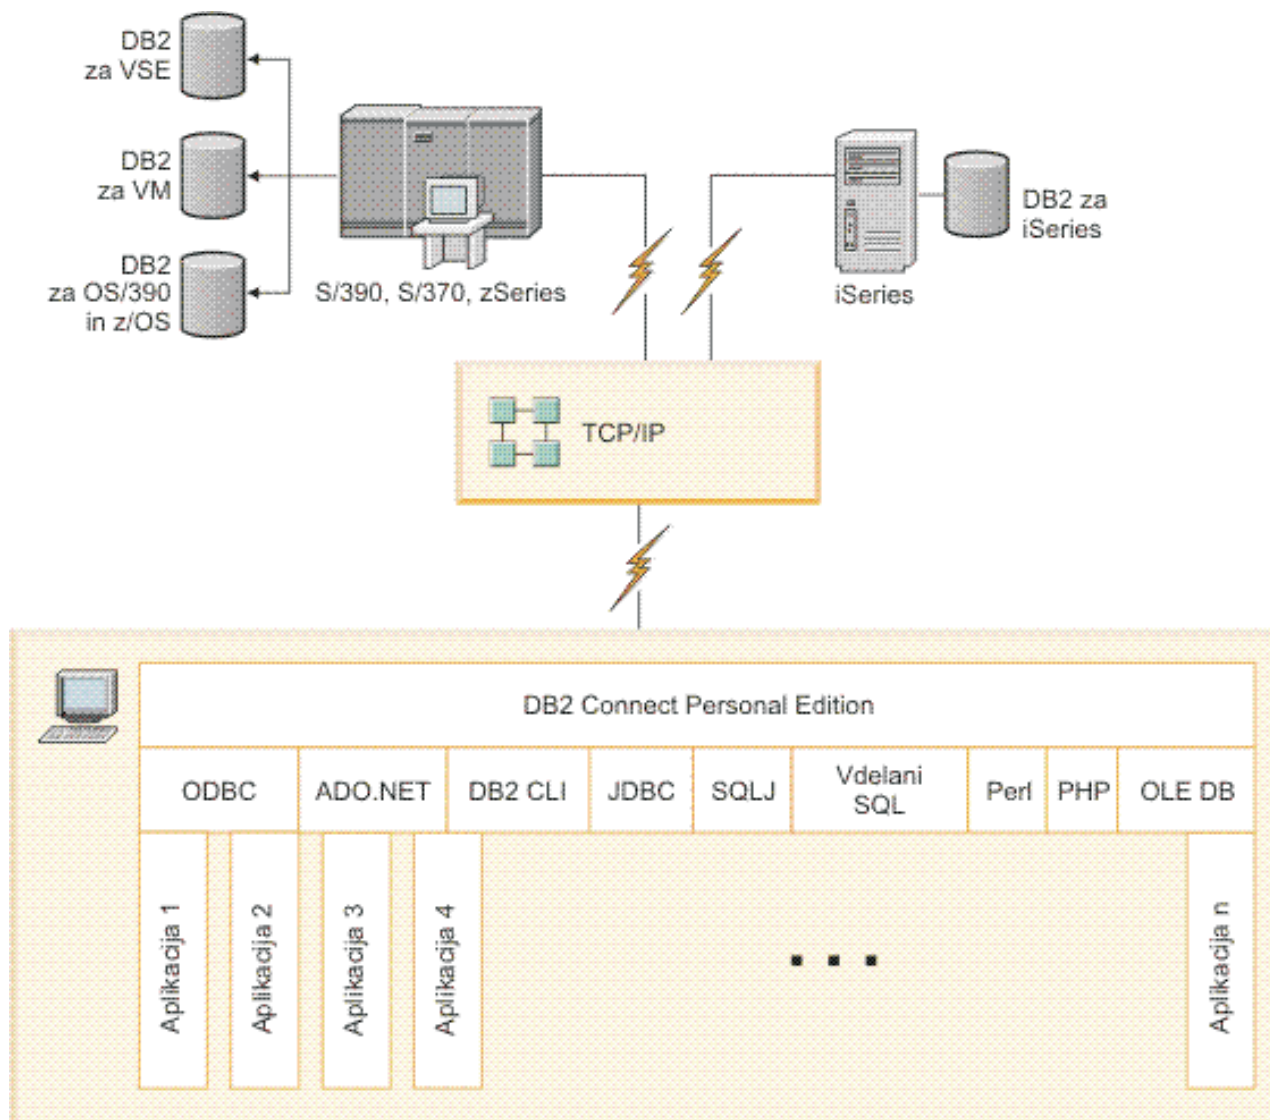 DB2
za VSE
DB2
za VM
DB2
za OS/390
in z/OS
S/390, S/370, zSeries
iSeries
DB2 za
iSeries
TCP/IP
DB2 Connect Personal Edition
ODBC
ADO.NET
DB2 CLI
JDBC
SQLJ
Vdelani
SQL
Perl
PHP
OLE DB
Aplikacija 1
Aplikacija 2
Aplikacija 3
Aplikacija 4
Aplikacija n